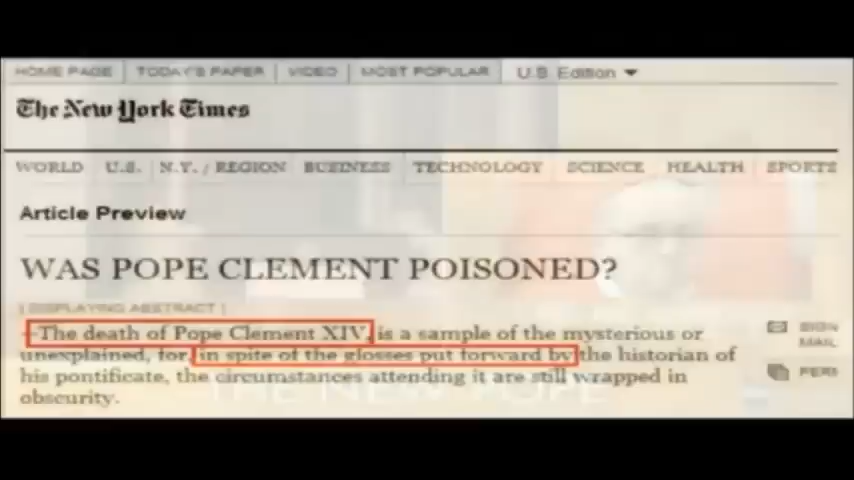 HOME PAGE TODAY'S PAPER VIDEO MOST POPULAR U.S. Edition
The New York Times
WORLD U.S. N.Y. / REGION BUSINESS TECHNOLOGY SCIENCE HEALTH SPORTS
Article Preview
WAS POPE CLEMENT POISONED?
[ DISPLAYING ABSTRACT ]
--The death of Pope Clement XIV, is a sample of the mysterious or
unexplained, for, in spite of the glosses put forward by the historian of
his pontificate, the circumstances attending it are still wrapped in
obscurity.
SIGN
MAIL
THE NEW POPE